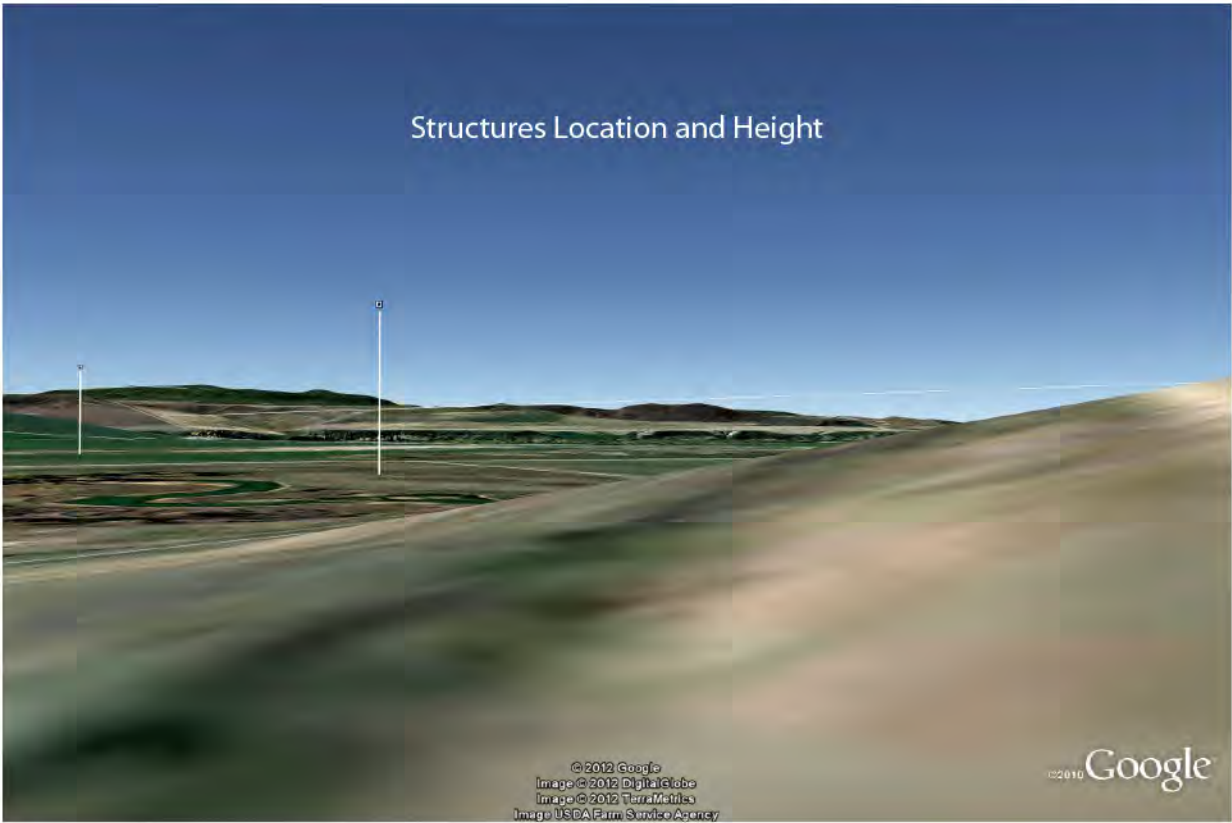 Structures Location and Height
© 2012 Google
Image © 2012 DigitalGlobe
Image © 2012 TerraMetrics
Image USDA Farm Service Agency
©2010 Google